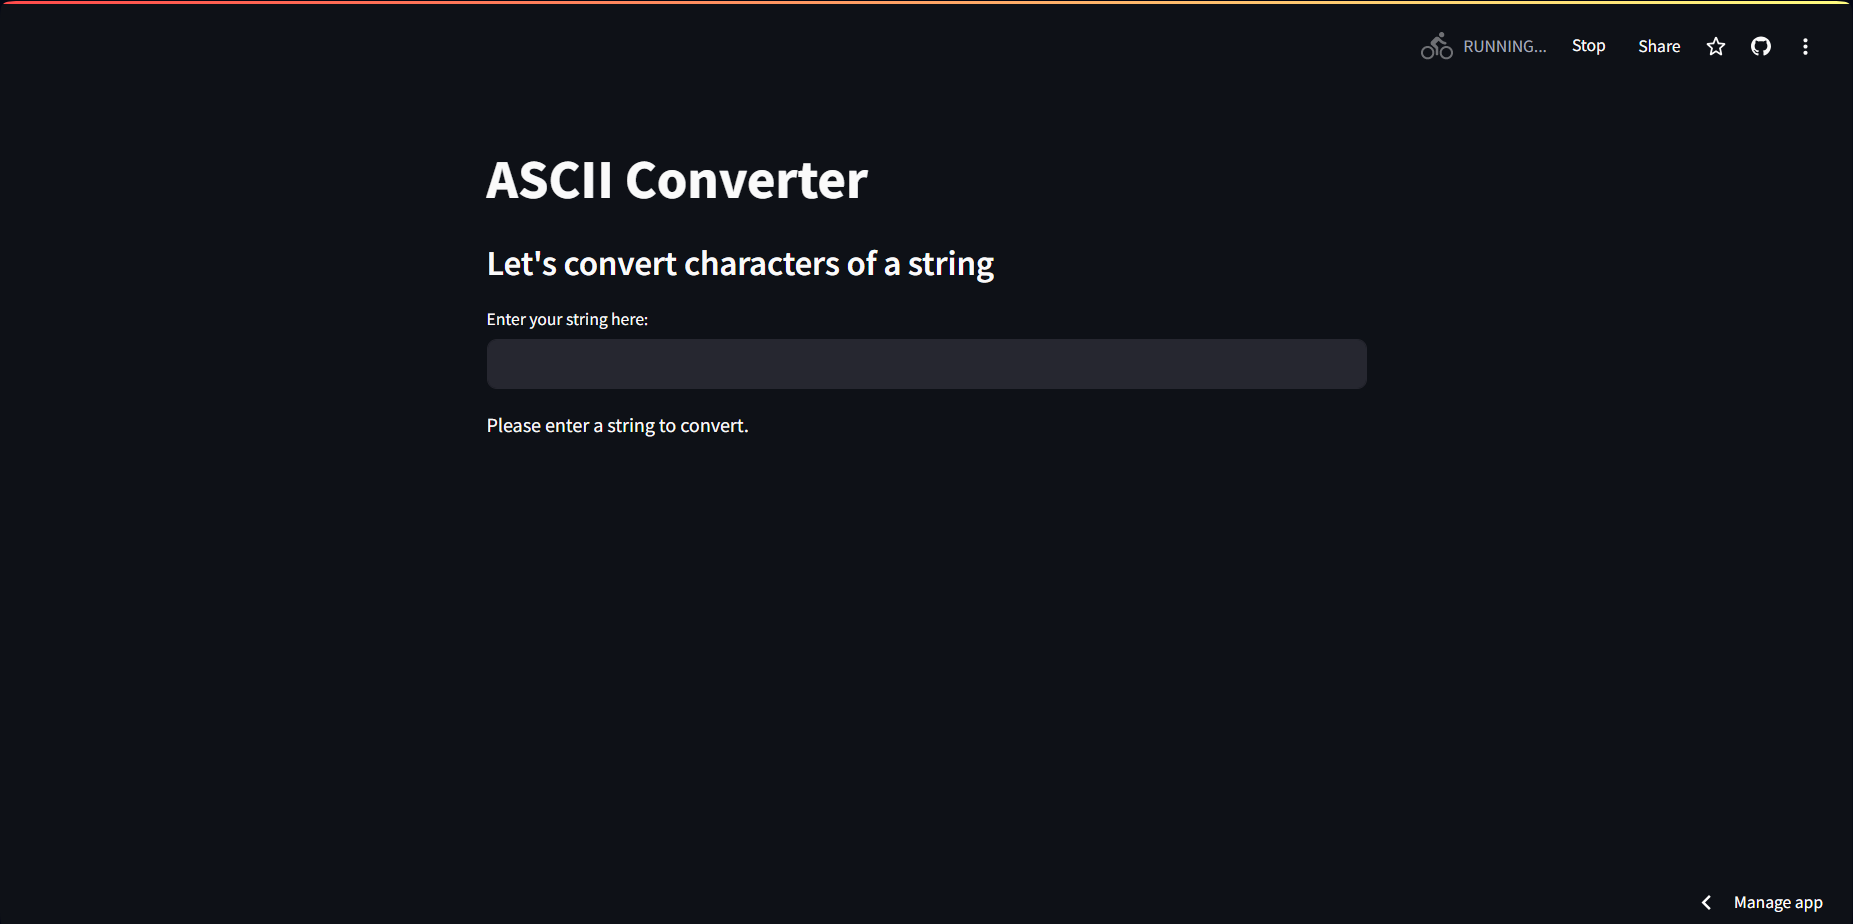 RUNNING...
Stop
Share
ASCII Converter
Let's convert characters of a string
Enter your string here:
Please enter a string to convert.
Manage app